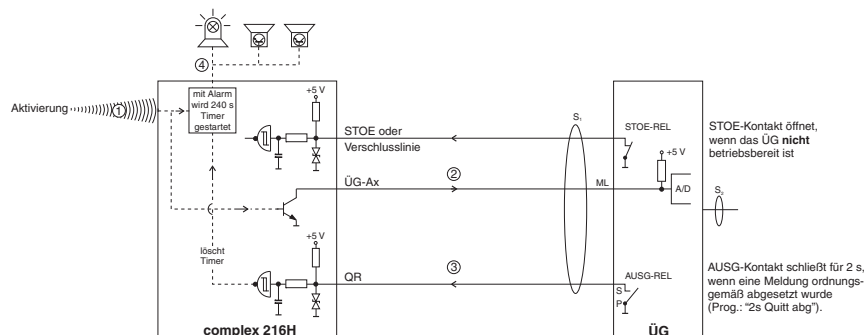 ④
Aktivierung
①
mit Alarm
wird 240 s
Timer
gestartet
+5 V
STOE oder
Verschlusslinie
S₁
STOE-REL
STOE-Kontakt öffnet,
wenn das ÜG nicht
betriebsbereit ist
+5 V
ÜG-Ax
②
ML
A/D
S₂
löscht
Timer
+5 V
QR
③
AUSG-REL
S
P
AUSG-Kontakt schließt für 2 s,
wenn eine Meldung ordnungs-
gemäß abgesetzt wurde
(Prog.: "2s Quitt abg").
complex 216H
ÜG